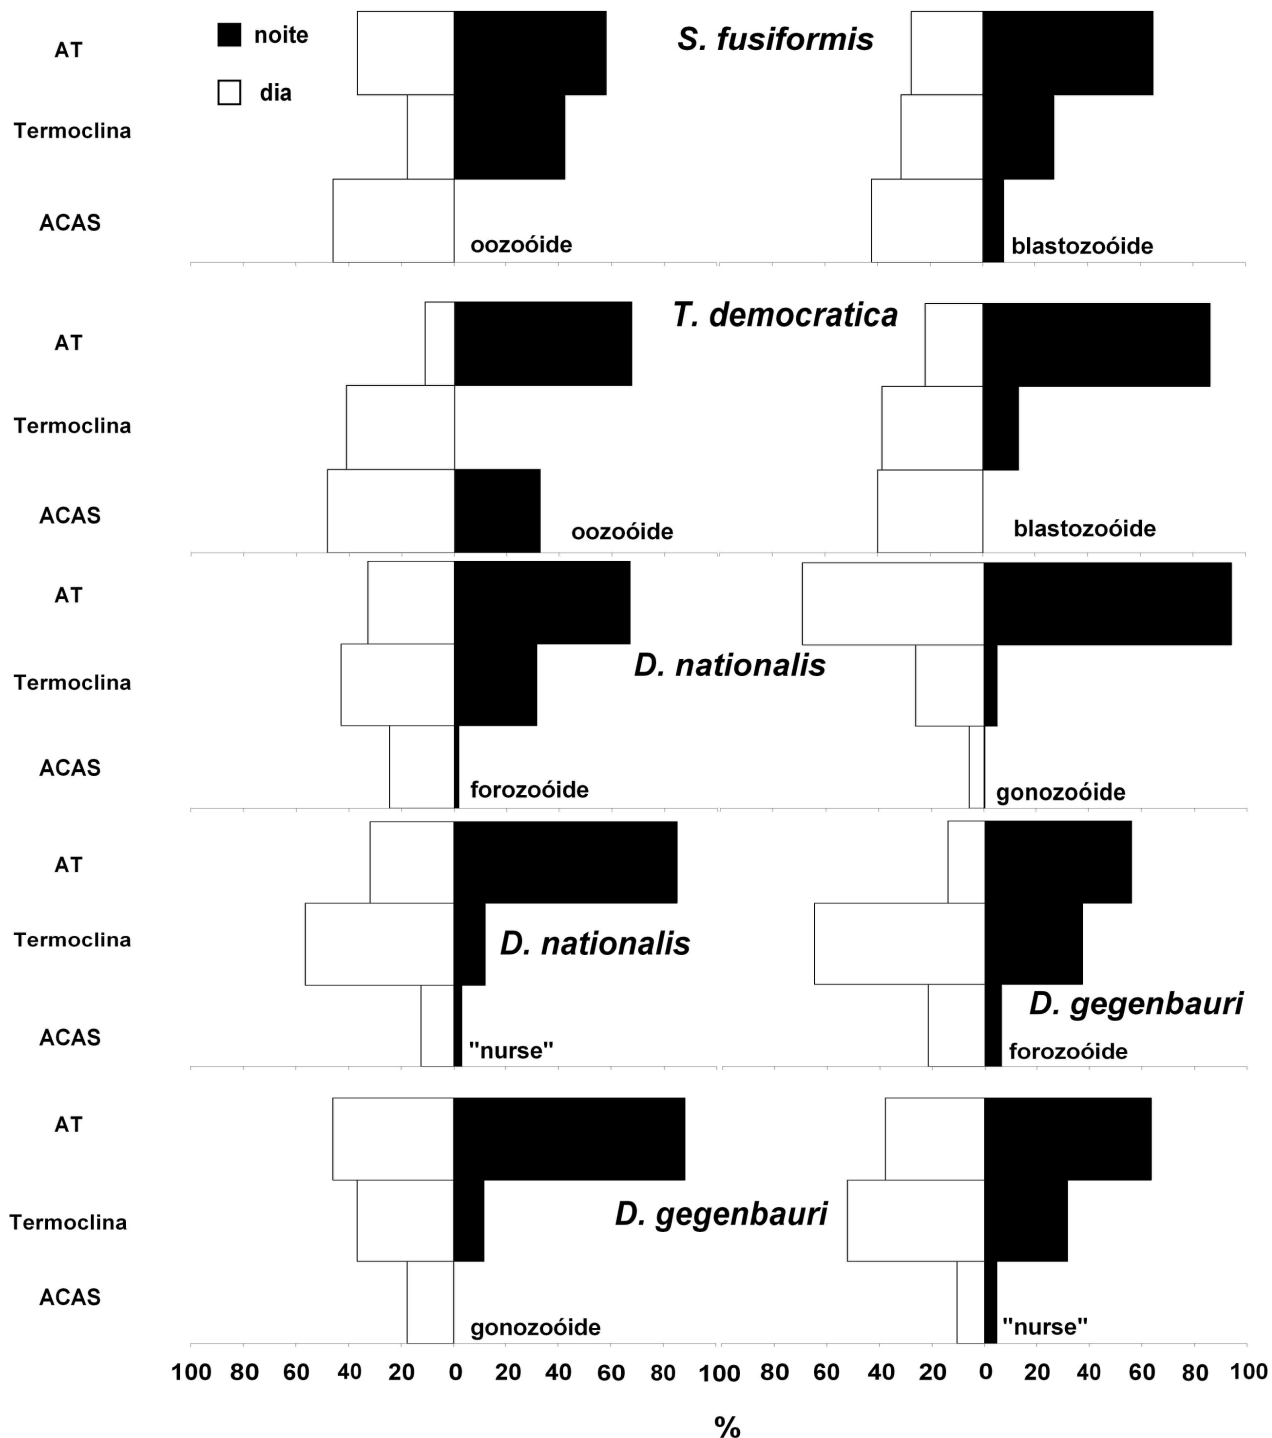 noite
dia
S. fusiformis
AT
Termoclina
ACAS
oozoóide
blastozoóide
T. democratica
AT
Termoclina
ACAS
oozoóide
blastozoóide
AT
Termoclina
D. nationalis
ACAS
forozoóide
gonozoóide
AT
Termoclina
D. nationalis
D. gegenbauri
ACAS
"nurse"
forozoóide
AT
Termoclina
D. gegenbauri
ACAS
gonozoóide
"nurse"
100 80 60 40 20 0 20 40 60 80 100 80 60 40 20 0 20 40 60 80 100
%